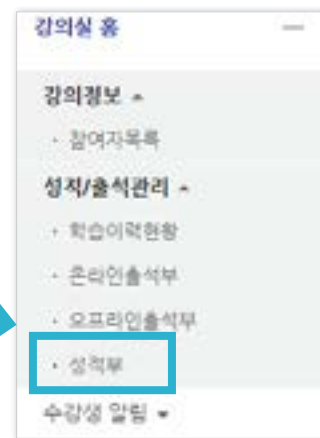 강의실 홈
강의정보
참여자목록
성적/출석관리
학습이력현황
온라인출석부
오프라인출석부
성적부
수강생 알림